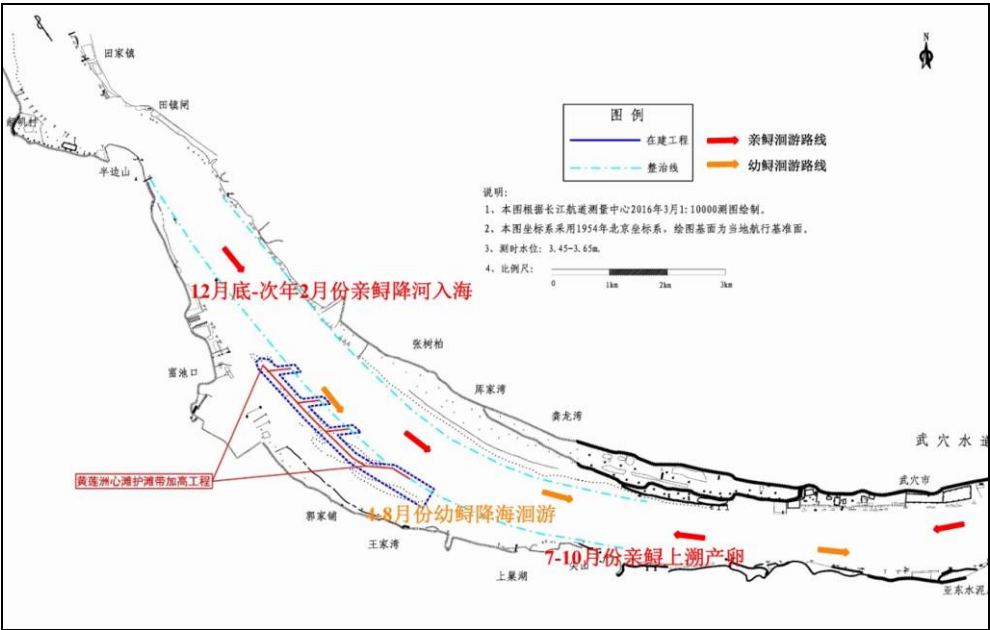 田家镇
N
田镇闸
图 例
在建工程
整治线
亲鲟洄游路线
幼鲟洄游路线
半边山
说明:
1、本图根据长江航道测量中心2016年3月1:10000测图绘制。
2、本图坐标系采用1954年北京坐标系，绘图基面为当地航行基准面。
3、测时水位: 3.45-3.65m。
4、比例尺:
0 1km 2km 3km
12月底-次年2月份亲鲟降河入海
张树柏
富池口
库家湾
龚龙湾
武 穴 水 道
武穴市
黄莲洲心滩护滩带加高工程
郭家铺
4-8月份幼鲟降海洄游
王家湾
7-10月份亲鲟上溯产卵
上巢湖
亚东水泥